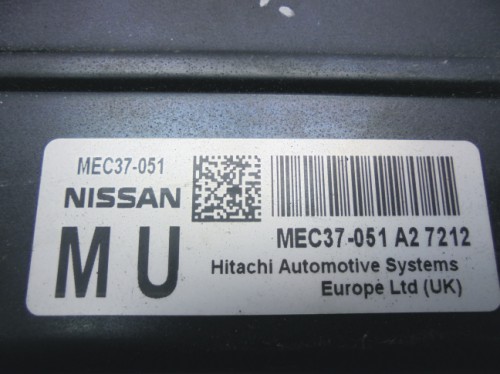 MEC37-051
NISSAN
M U
MEC37-051 A2 7212
Hitachi Automotive Systems
Europe Ltd (UK)